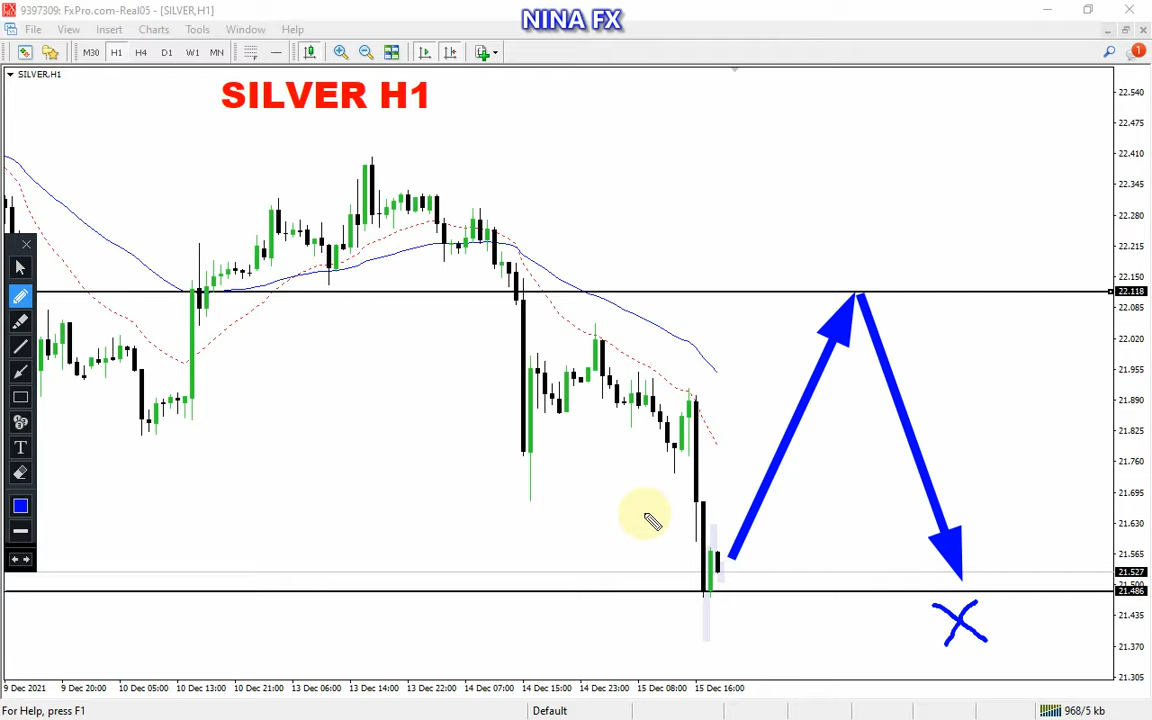 9397309: FxPro.com-Real05 - [SILVER,H1]
NINA FX
File View Insert Charts Tools Window Help
M30 H1 H4 D1 W1 MN
1
SILVER,H1
SILVER H1
22.540
22.475
22.410
22.345
22.280
22.215
22.150
22.118
22.085
22.020
21.955
21.890
21.825
21.760
21.695
21.630
21.565
21.527
21.500
21.486
21.435
21.370
21.305
T
X
9 Dec 2021 9 Dec 20:00 10 Dec 05:00 10 Dec 13:00 10 Dec 21:00 13 Dec 06:00 13 Dec 14:00 13 Dec 22:00 14 Dec 07:00 14 Dec 15:00 14 Dec 23:00 15 Dec 08:00 15 Dec 16:00
For Help, press F1 Default 968/5 kb